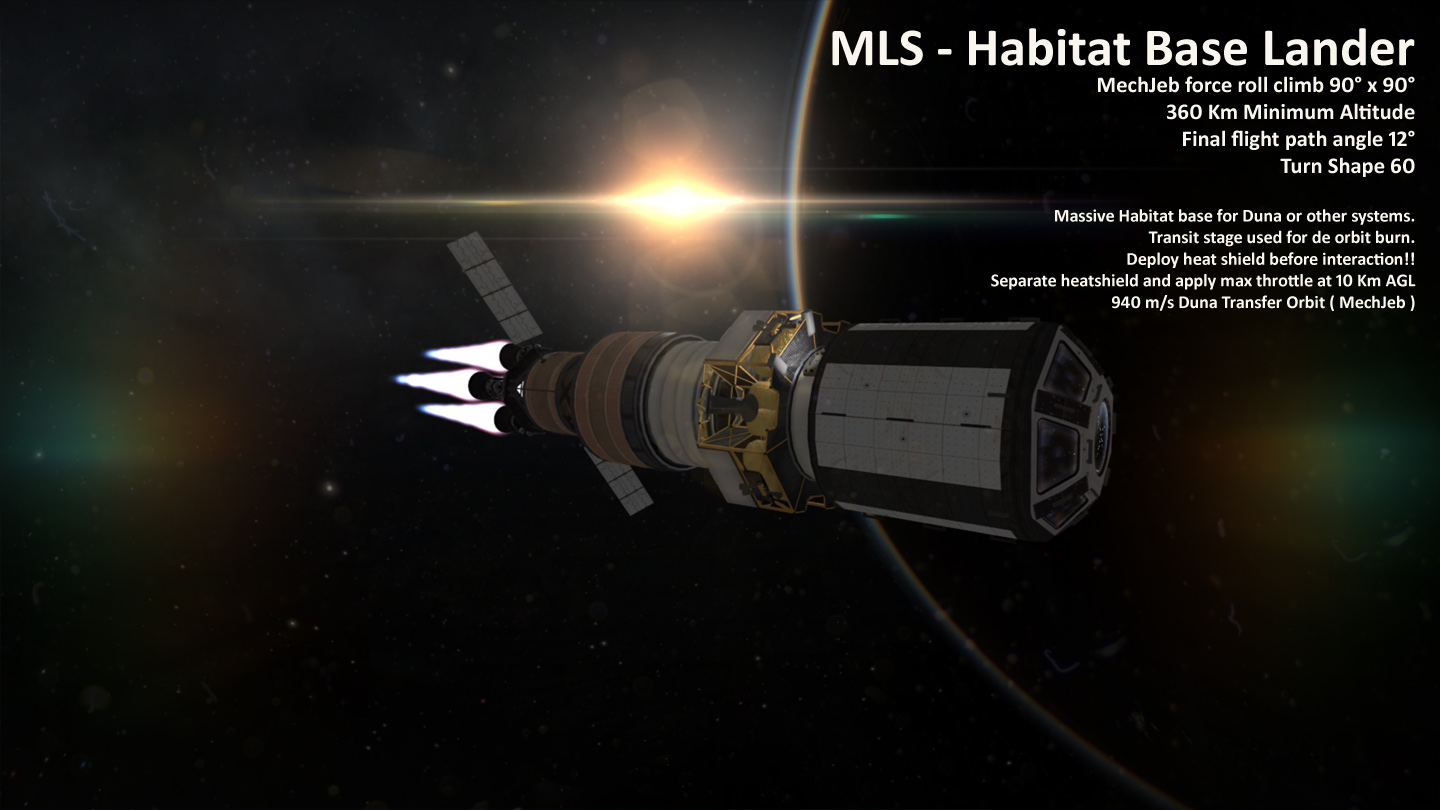 MLS - Habitat Base Lander
MechJeb force roll climb 90° x 90°
360 Km Minimum Altitude
Final flight path angle 12°
Turn Shape 60
Massive Habitat base for Duna or other systems.
Transit stage used for de orbit burn.
Deploy heat shield before interaction!!
Separate heatshield and apply max throttle at 10 Km AGL
940 m/s Duna Transfer Orbit ( MechJeb )